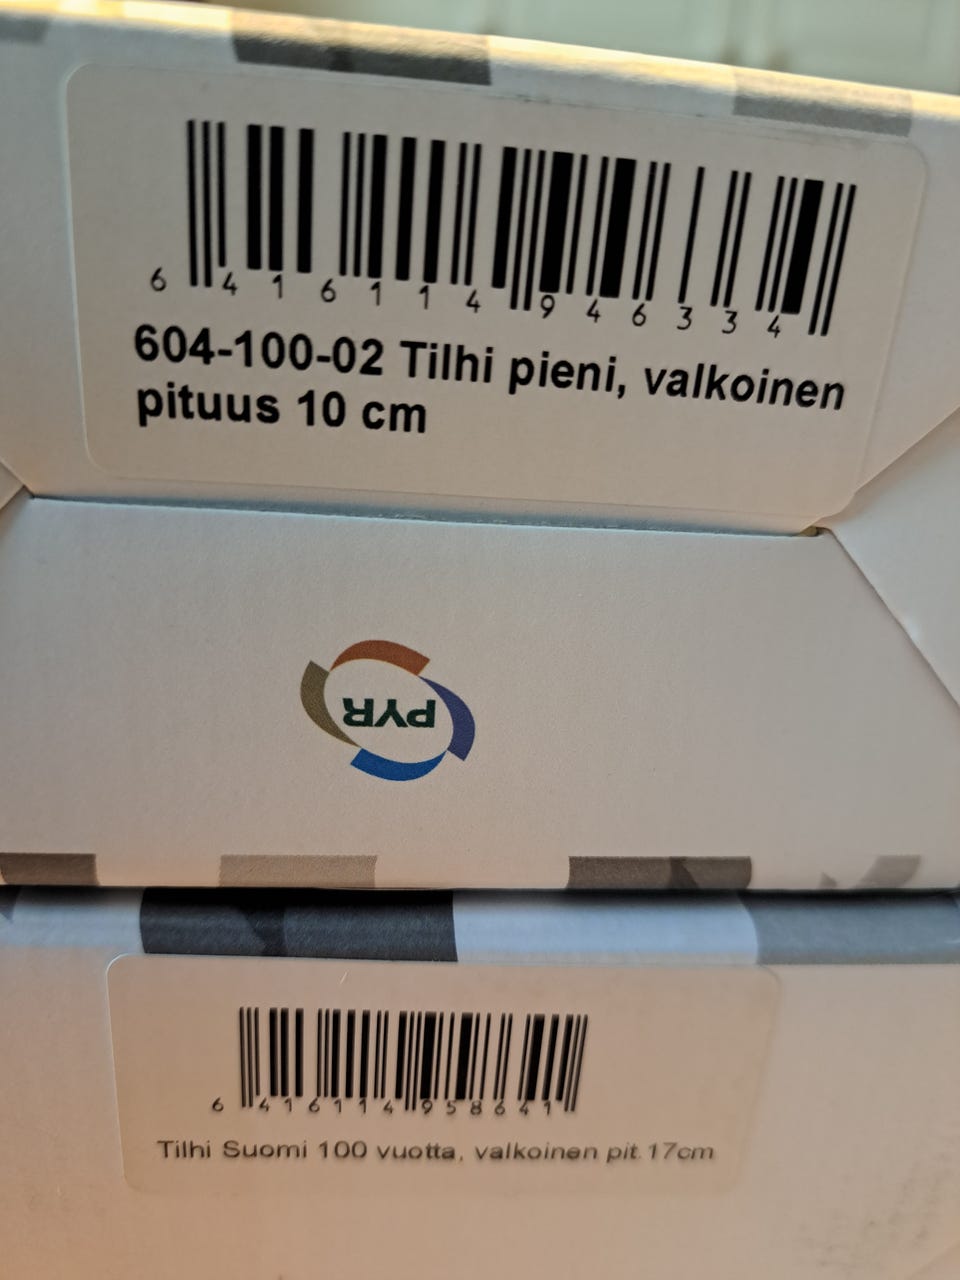 6 416114 946334
604-100-02 Tilhi pieni, valkoinen
pituus 10 cm
PYR
6 416114 958641
Tilhi Suomi 100 vuotta, valkoinen pit.17cm